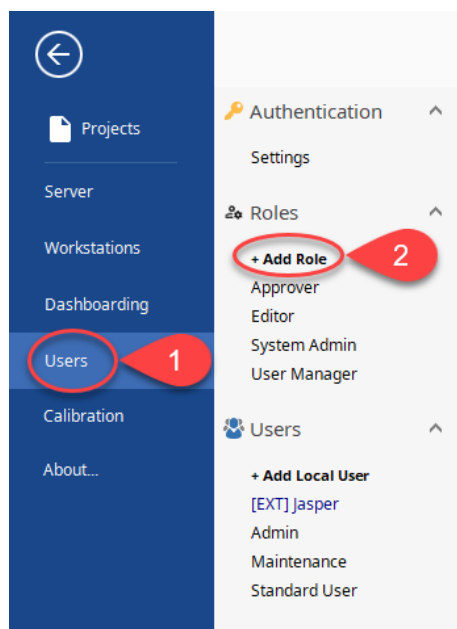 Projects
Server
Workstations
Dashboarding
Users
1
Calibration
About...
Authentication
Settings
Roles
+ Add Role
2
Approver
Editor
System Admin
User Manager
Users
+ Add Local User
[EXT] Jasper
Admin
Maintenance
Standard User